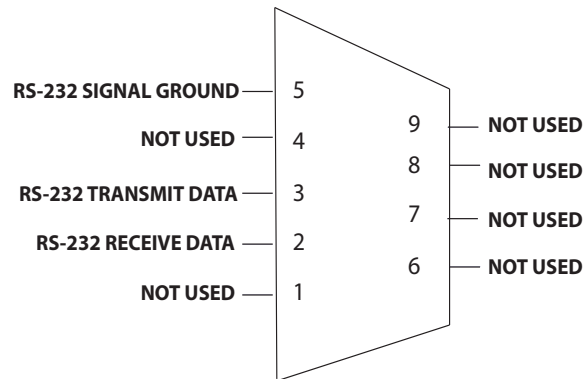 RS-232 SIGNAL GROUND 5
NOT USED 4
RS-232 TRANSMIT DATA 3
RS-232 RECEIVE DATA 2
NOT USED 1
9 NOT USED
8 NOT USED
7 NOT USED
6 NOT USED